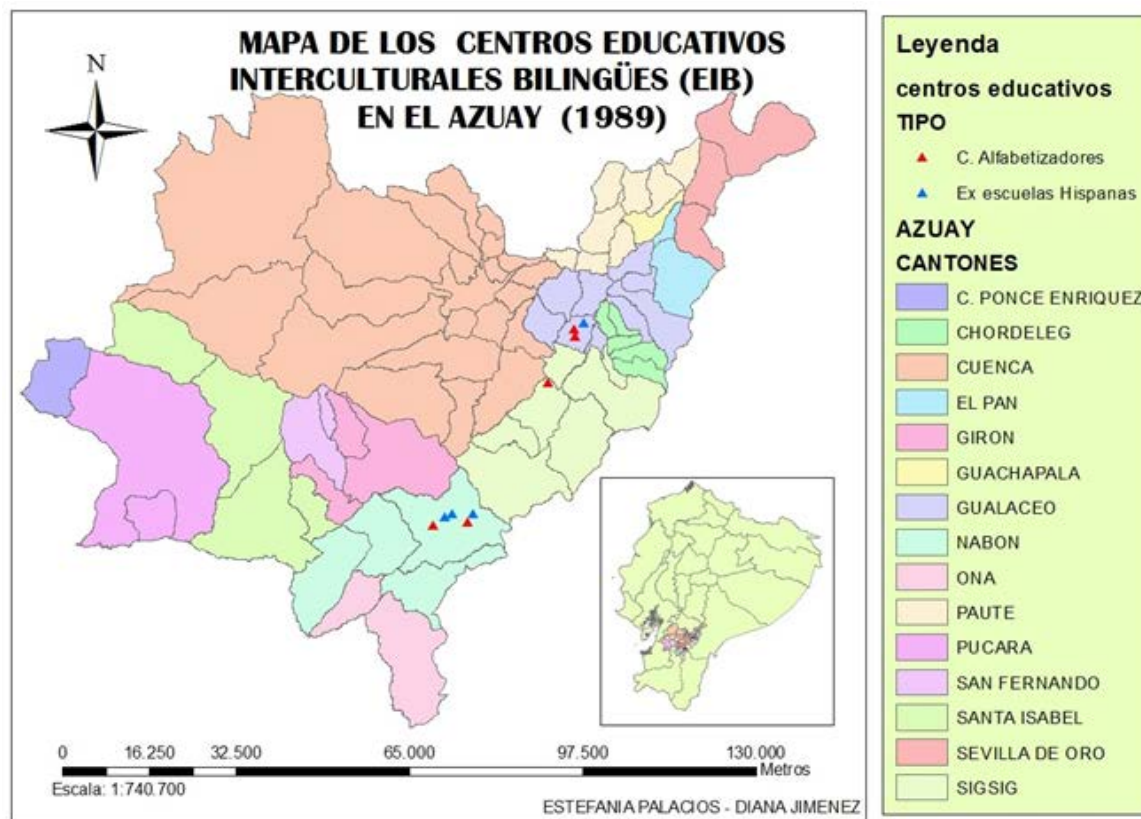 MAPA DE LOS CENTROS EDUCATIVOS
INTERCULTURALES BILINGÜES (EIB)
EN EL AZUAY (1989)
N
0 16.250 32.500 65.000 97.500 130.000
Metros
Escala: 1:740.700
ESTEFANIA PALACIOS - DIANA JIMENEZ
Leyenda
centros educativos
TIPO
C. Alfabetizadores
Ex escuelas Hispanas
AZUAY
CANTONES
C. PONCE ENRIQUEZ
CHORDELEG
CUENCA
EL PAN
GIRON
GUACHAPALA
GUALACEO
NABON
ONA
PAUTE
PUCARA
SAN FERNANDO
SANTA ISABEL
SEVILLA DE ORO
SIGSIG